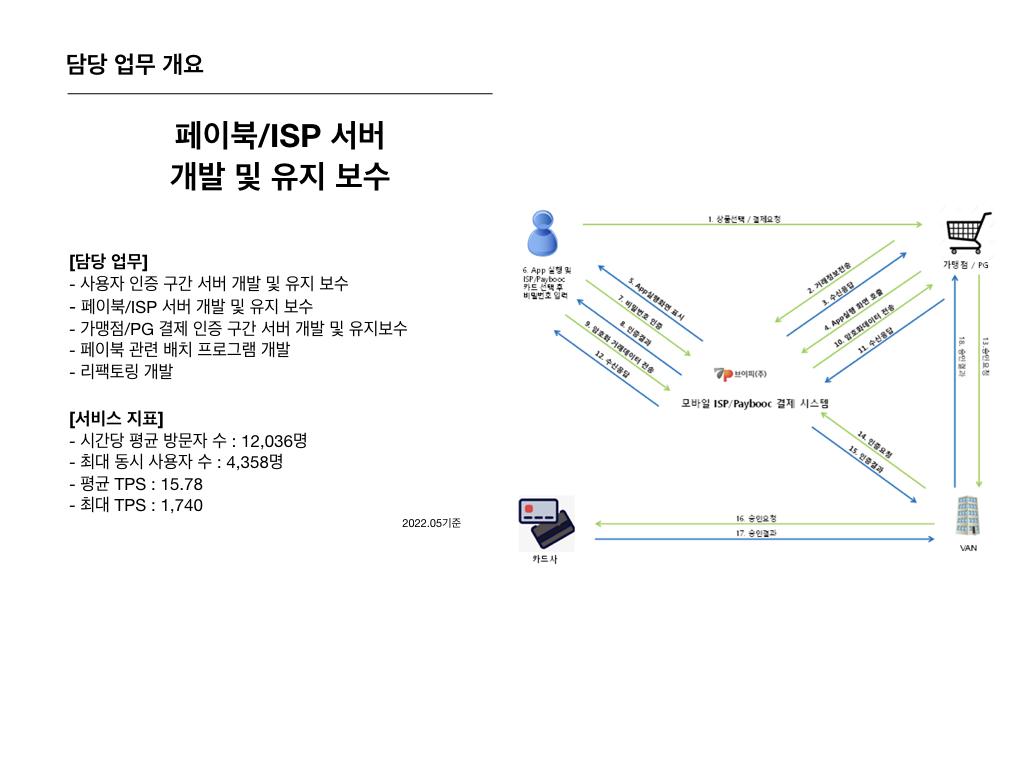 담당 업무 개요
페이북/ISP 서버
개발 및 유지 보수
[담당 업무]
- 사용자 인증 구간 서버 개발 및 유지 보수
- 페이북/ISP 서버 개발 및 유지 보수
- 가맹점/PG 결제 인증 구간 서버 개발 및 유지보수
- 페이북 관련 배치 프로그램 개발
- 리팩토링 개발
[서비스 지표]
- 시간당 평균 방문자 수 : 12,036명
- 최대 동시 사용자 수 : 4,358명
- 평균 TPS : 15.78
- 최대 TPS : 1,740
2022.05기준
1. 상품선택 / 결제요청
6. App 실행 및
ISP/Paybooc
카드 선택 후
비밀번호 입력
가맹점 / PG
2. 거래정보전송
3. 수신응답
4. App실행 화면 호출
10. 암호화데이터 전송
11. 수신응답
5. App실행화면 표시
7. 비밀번호 인증
8. 인증결과
9. 암호화 거래데이터 전송
12. 수신응답
브이피(주)
모바일 ISP/Paybooc 결제 시스템
18. 승인결과
13. 승인요청
14. 인증요청
15. 인증결과
16. 승인요청
17. 승인결과
카드사
VAN